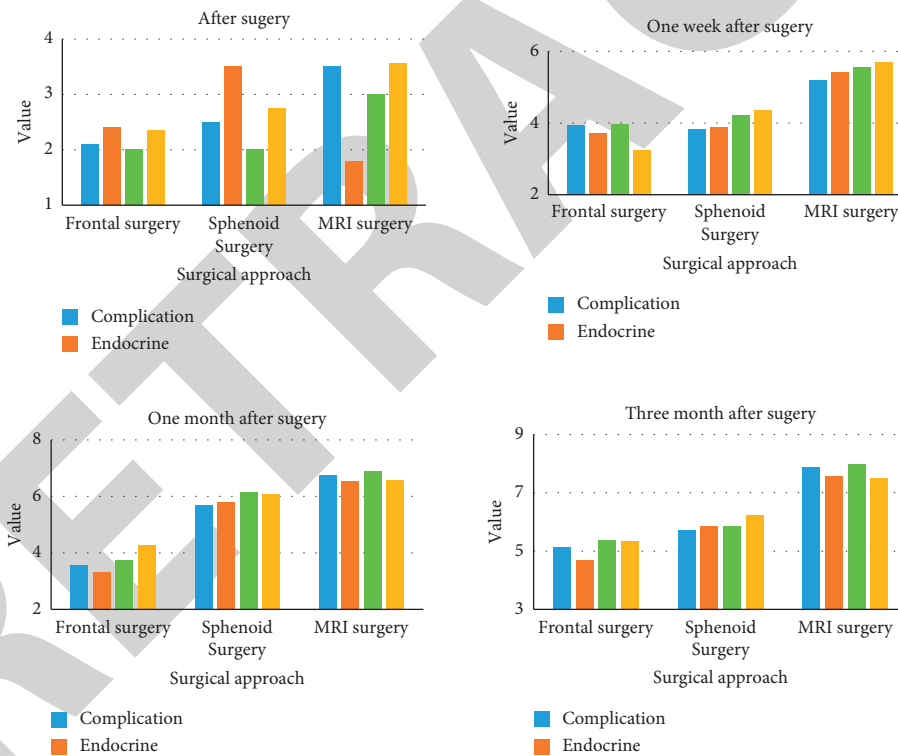 After sugery
4
3
2
1
Value
Frontal surgery
Sphenoid
Surgery
MRI surgery
Surgical approach
Complication
Endocrine
One week after surgery
6
4
2
Value
Frontal surgery
Sphenoid
Surgery
MRI surgery
Surgical approach
Complication
Endocrine
One month after sugery
8
6
4
2
Value
Frontal surgery
Sphenoid
Surgery
MRI surgery
Surgical approach
Complication
Endocrine
Three month after sugery
9
7
5
3
Value
Frontal surgery
Sphenoid
Surgery
MRI surgery
Surgical approach
Complication
Endocrine